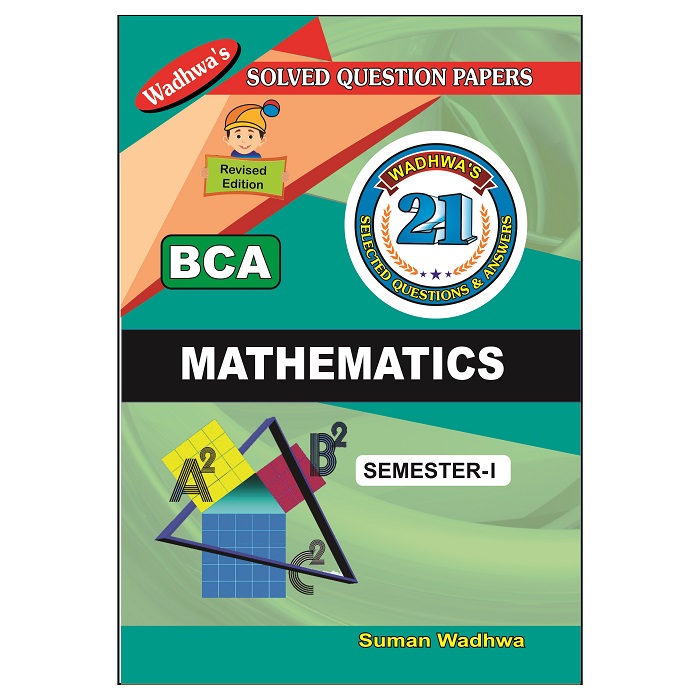 Wadhwa's
SOLVED QUESTION PAPERS
Revised
Edition
WADHWA'S
21
SELECTED QUESTIONS & ANSWERS
BCA
MATHEMATICS
A²
B²
C²
SEMESTER-I
Suman Wadhwa